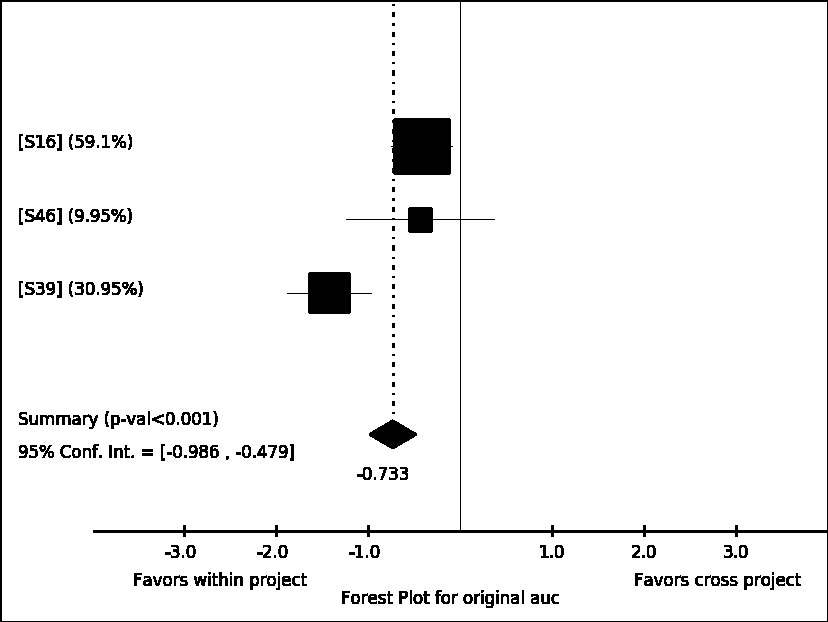 [S16] (59.1%)
[S46] (9.95%)
[S39] (30.95%)
Summary (p-val<0.001)
95% Conf. Int. = [-0.986 , -0.479]
-0.733
-3.0 -2.0 -1.0 1.0 2.0 3.0
Favors within project Favors cross project
Forest Plot for original auc